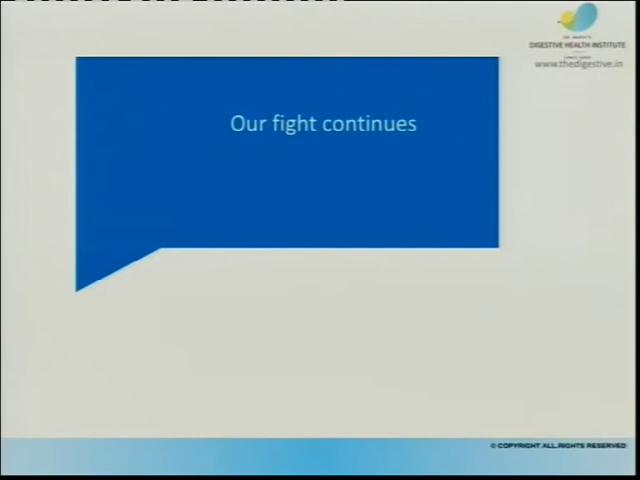 DIGESTIVE HEALTH INSTITUTE
www.thedigestive.in
Our fight continues
© COPYRIGHT ALL RIGHTS RESERVED